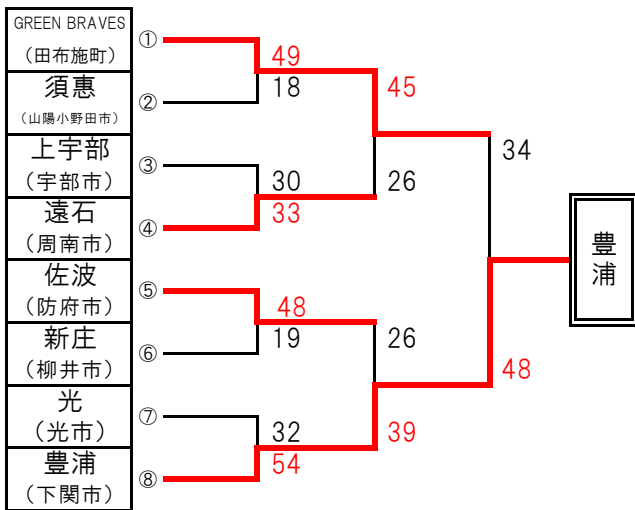 GREEN BRAVES
(田布施町)
①
須恵
(山陽小野田市)
②
上宇部
(宇部市)
③
遠石
(周南市)
④
佐波
(防府市)
⑤
新庄
(柳井市)
⑥
光
(光市)
⑦
豊浦
(下関市)
⑧
49
18
30
33
48
19
32
54
45
26
26
39
34
48
豊浦